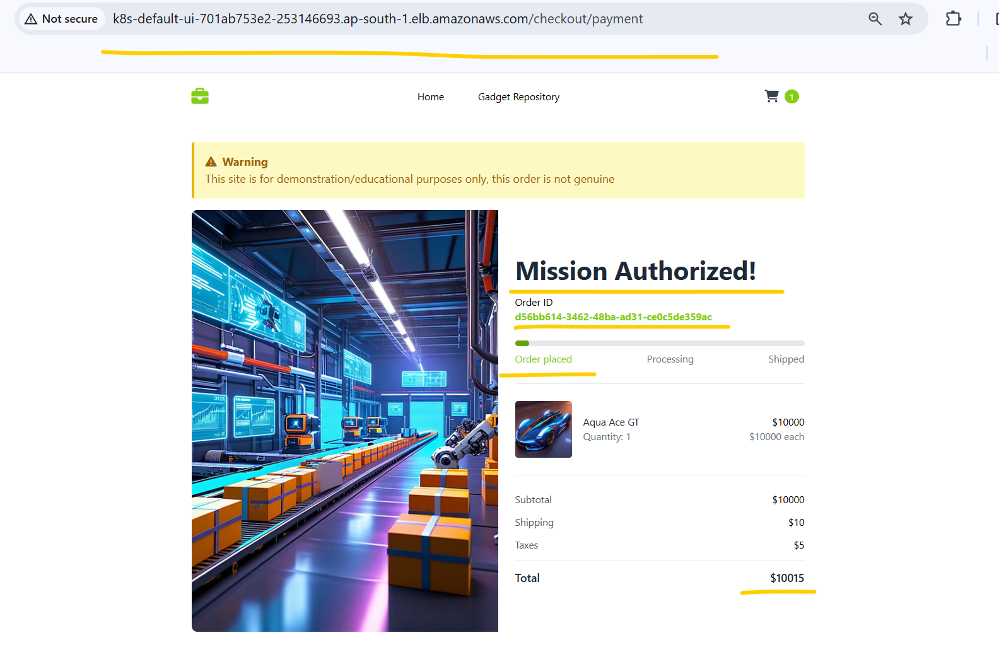 Not secure k8s-default-ui-701ab753e2-253146693.ap-south-1.elb.amazonaws.com/checkout/payment
Home Gadget Repository 1
Warning
This site is for demonstration/educational purposes only, this order is not genuine
Mission Authorized!
Order ID
d56bb614-3462-48ba-ad31-ce0c5de359ac
Order placed Processing Shipped
Aqua Ace GT $10000
Quantity: 1 $10000 each
Subtotal $10000
Shipping $10
Taxes $5
Total $10015